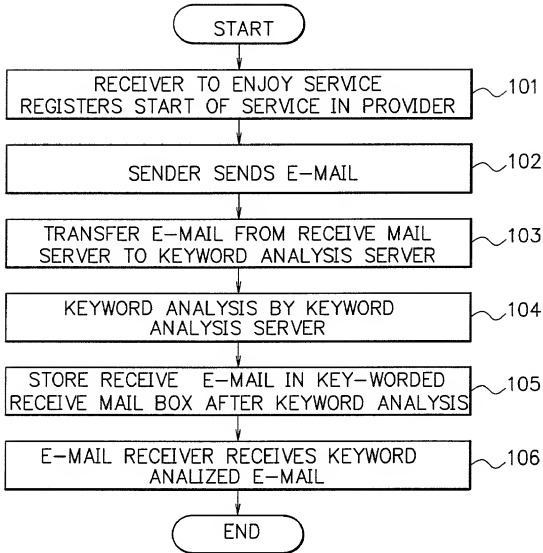 START
RECEIVER TO ENJOY SERVICE
REGISTERS START OF SERVICE IN PROVIDER
101
SENDER SENDS E-MAIL
102
TRANSFER E-MAIL FROM RECEIVE MAIL
SERVER TO KEYWORD ANALYSIS SERVER
103
KEYWORD ANALYSIS BY KEYWORD
ANALYSIS SERVER
104
STORE RECEIVE E-MAIL IN KEY-WORDED
RECEIVE MAIL BOX AFTER KEYWORD ANALYSIS
105
E-MAIL RECEIVER RECEIVES KEYWORD
ANALIZED E-MAIL
106
END